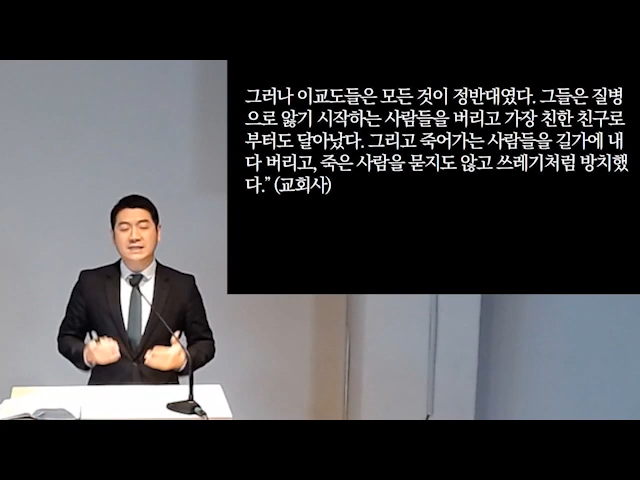 그러나 이교도들은 모든 것이 정반대였다. 그들은 질병
으로 앓기 시작하는 사람들을 버리고 가장 친한 친구로
부터도 달아났다. 그리고 죽어가는 사람들을 길가에 내
다 버리고, 죽은 사람을 묻지도 않고 쓰레기처럼 방치했
다.” (교회사)